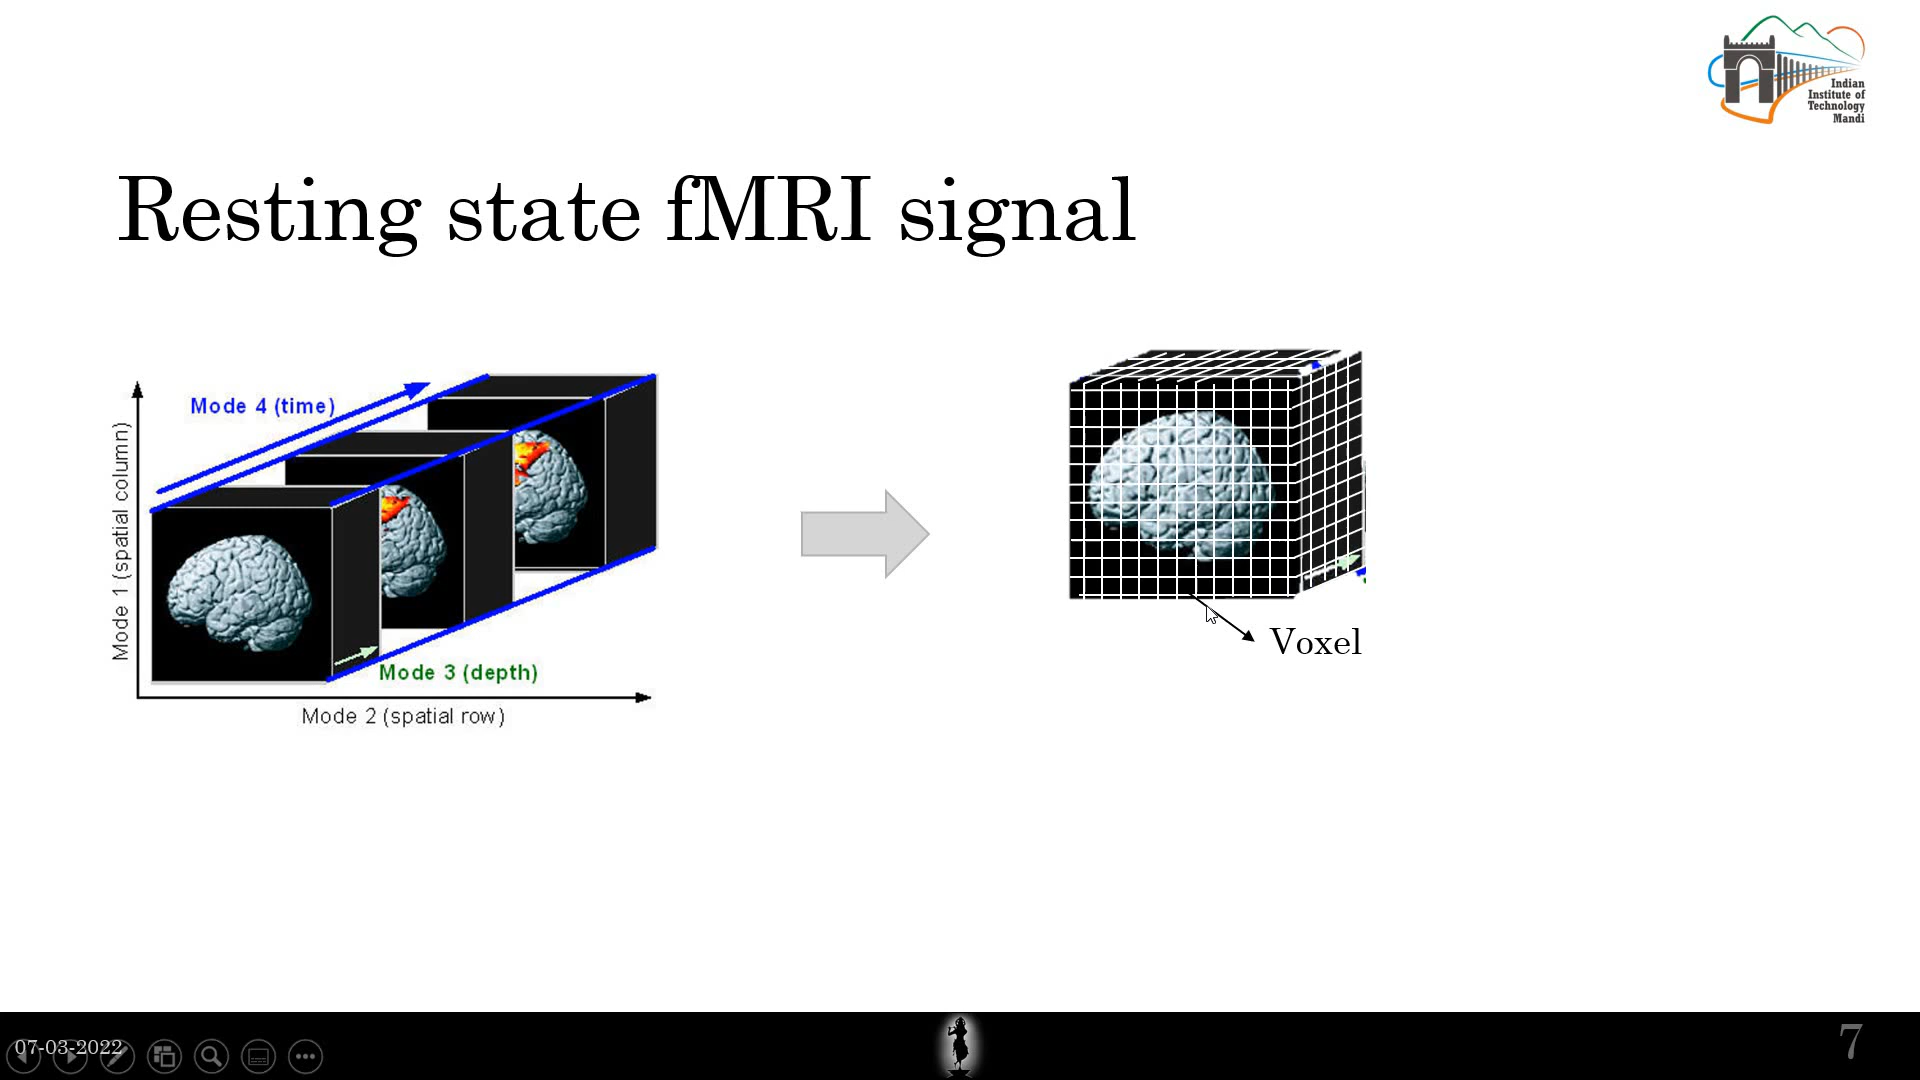 Indian
Institute of
Technology
Mandi
Resting state fMRI signal
Mode 4 (time)
Mode 1 (spatial column)
Mode 3 (depth)
Mode 2 (spatial row)
Voxel
07-03-2022
7